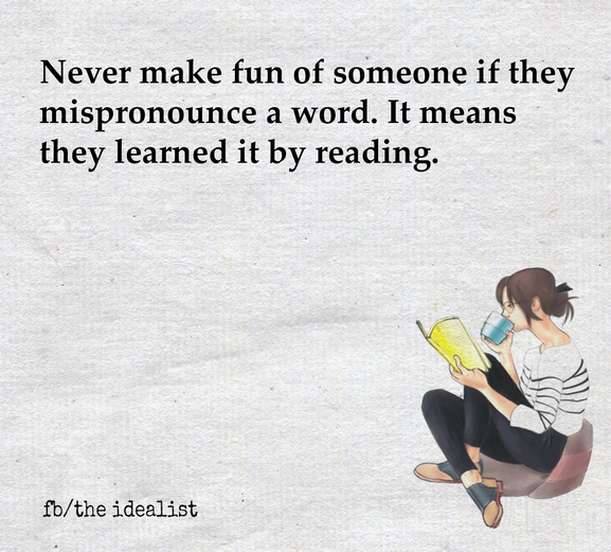 Never make fun of someone if they
mispronounce a word. It means
they learned it by reading.
fb/the idealist